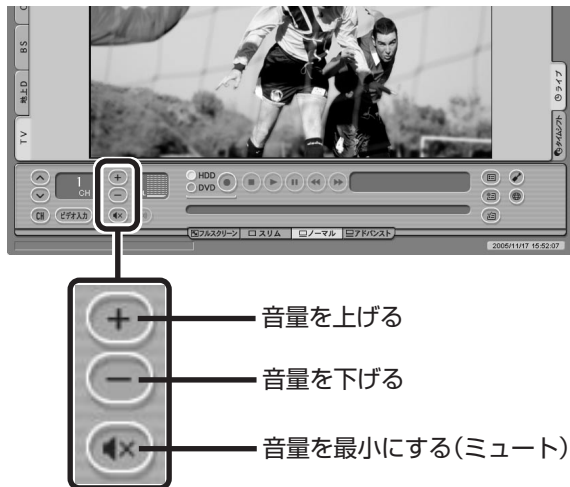 BS
地上D
TV
ライブ
タイムシフト
1
CH
HDD
DVD
CH
ビデオ入力
フルスクリーン
スリム
ノーマル
アドバンスト
2005/11/17 15:52:07
音量を上げる
音量を下げる
音量を最小にする(ミュート)